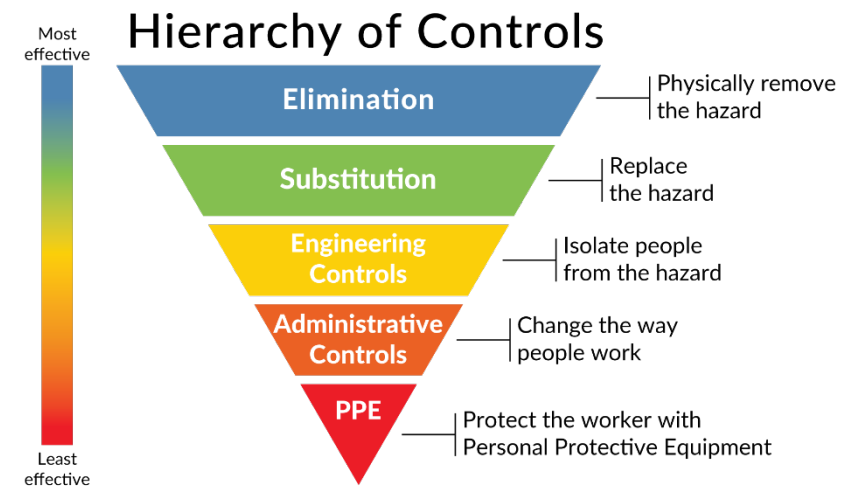 Hierarchy of Controls
Most
effective
Elimination
Physically remove
the hazard
Substitution
Replace
the hazard
Engineering
Controls
Isolate people
from the hazard
Administrative
Controls
Change the way
people work
PPE
Protect the worker with
Personal Protective Equipment
Least
effective